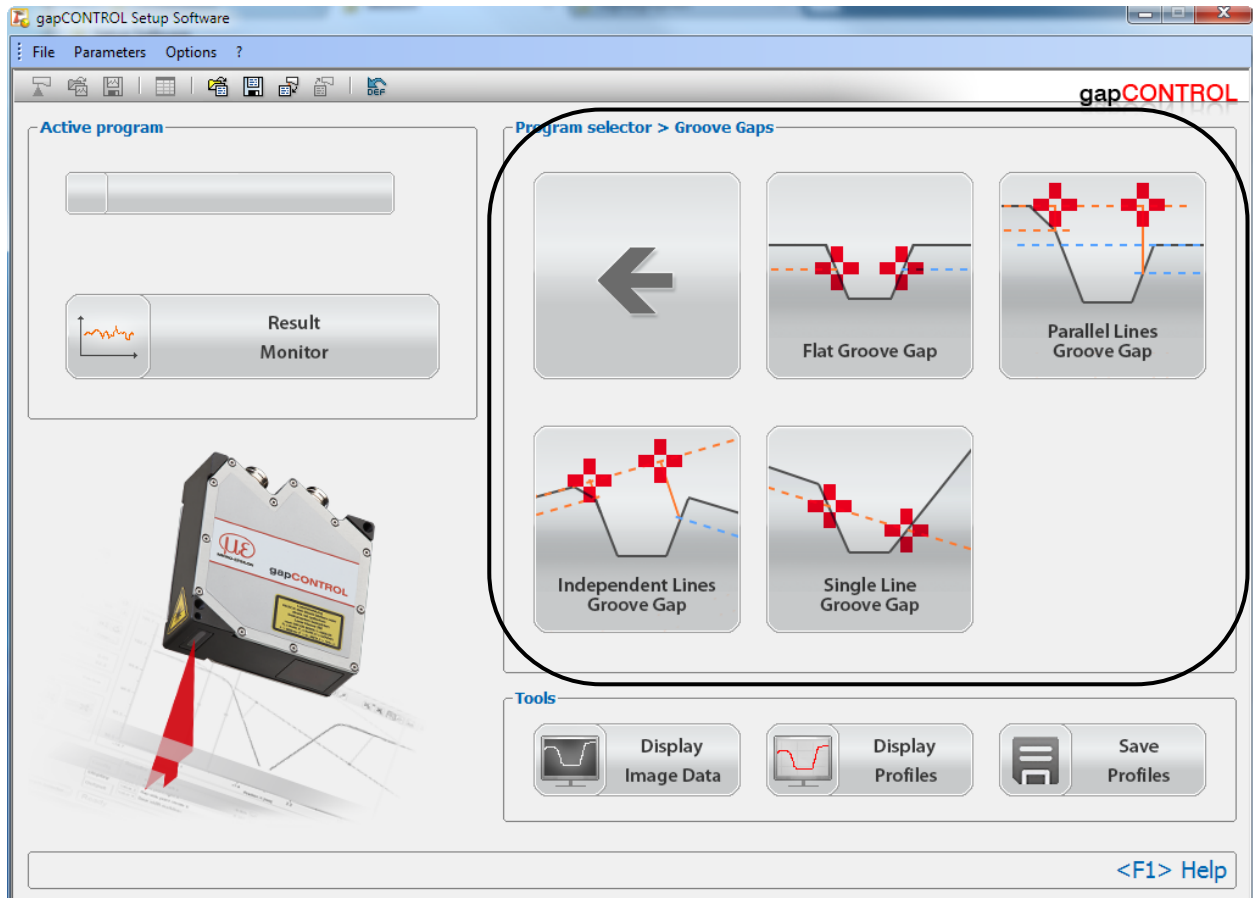 gapCONTROL Setup Software
File Parameters Options ?
DEF
gapCONTROL
Active program
Result
Monitor
Program selector > Groove Gaps
Flat Groove Gap
Parallel Lines
Groove Gap
Independent Lines
Groove Gap
Single Line
Groove Gap
με
gapCONTROL
Tools
Display
Image Data
Display
Profiles
Save
Profiles
<F1> Help